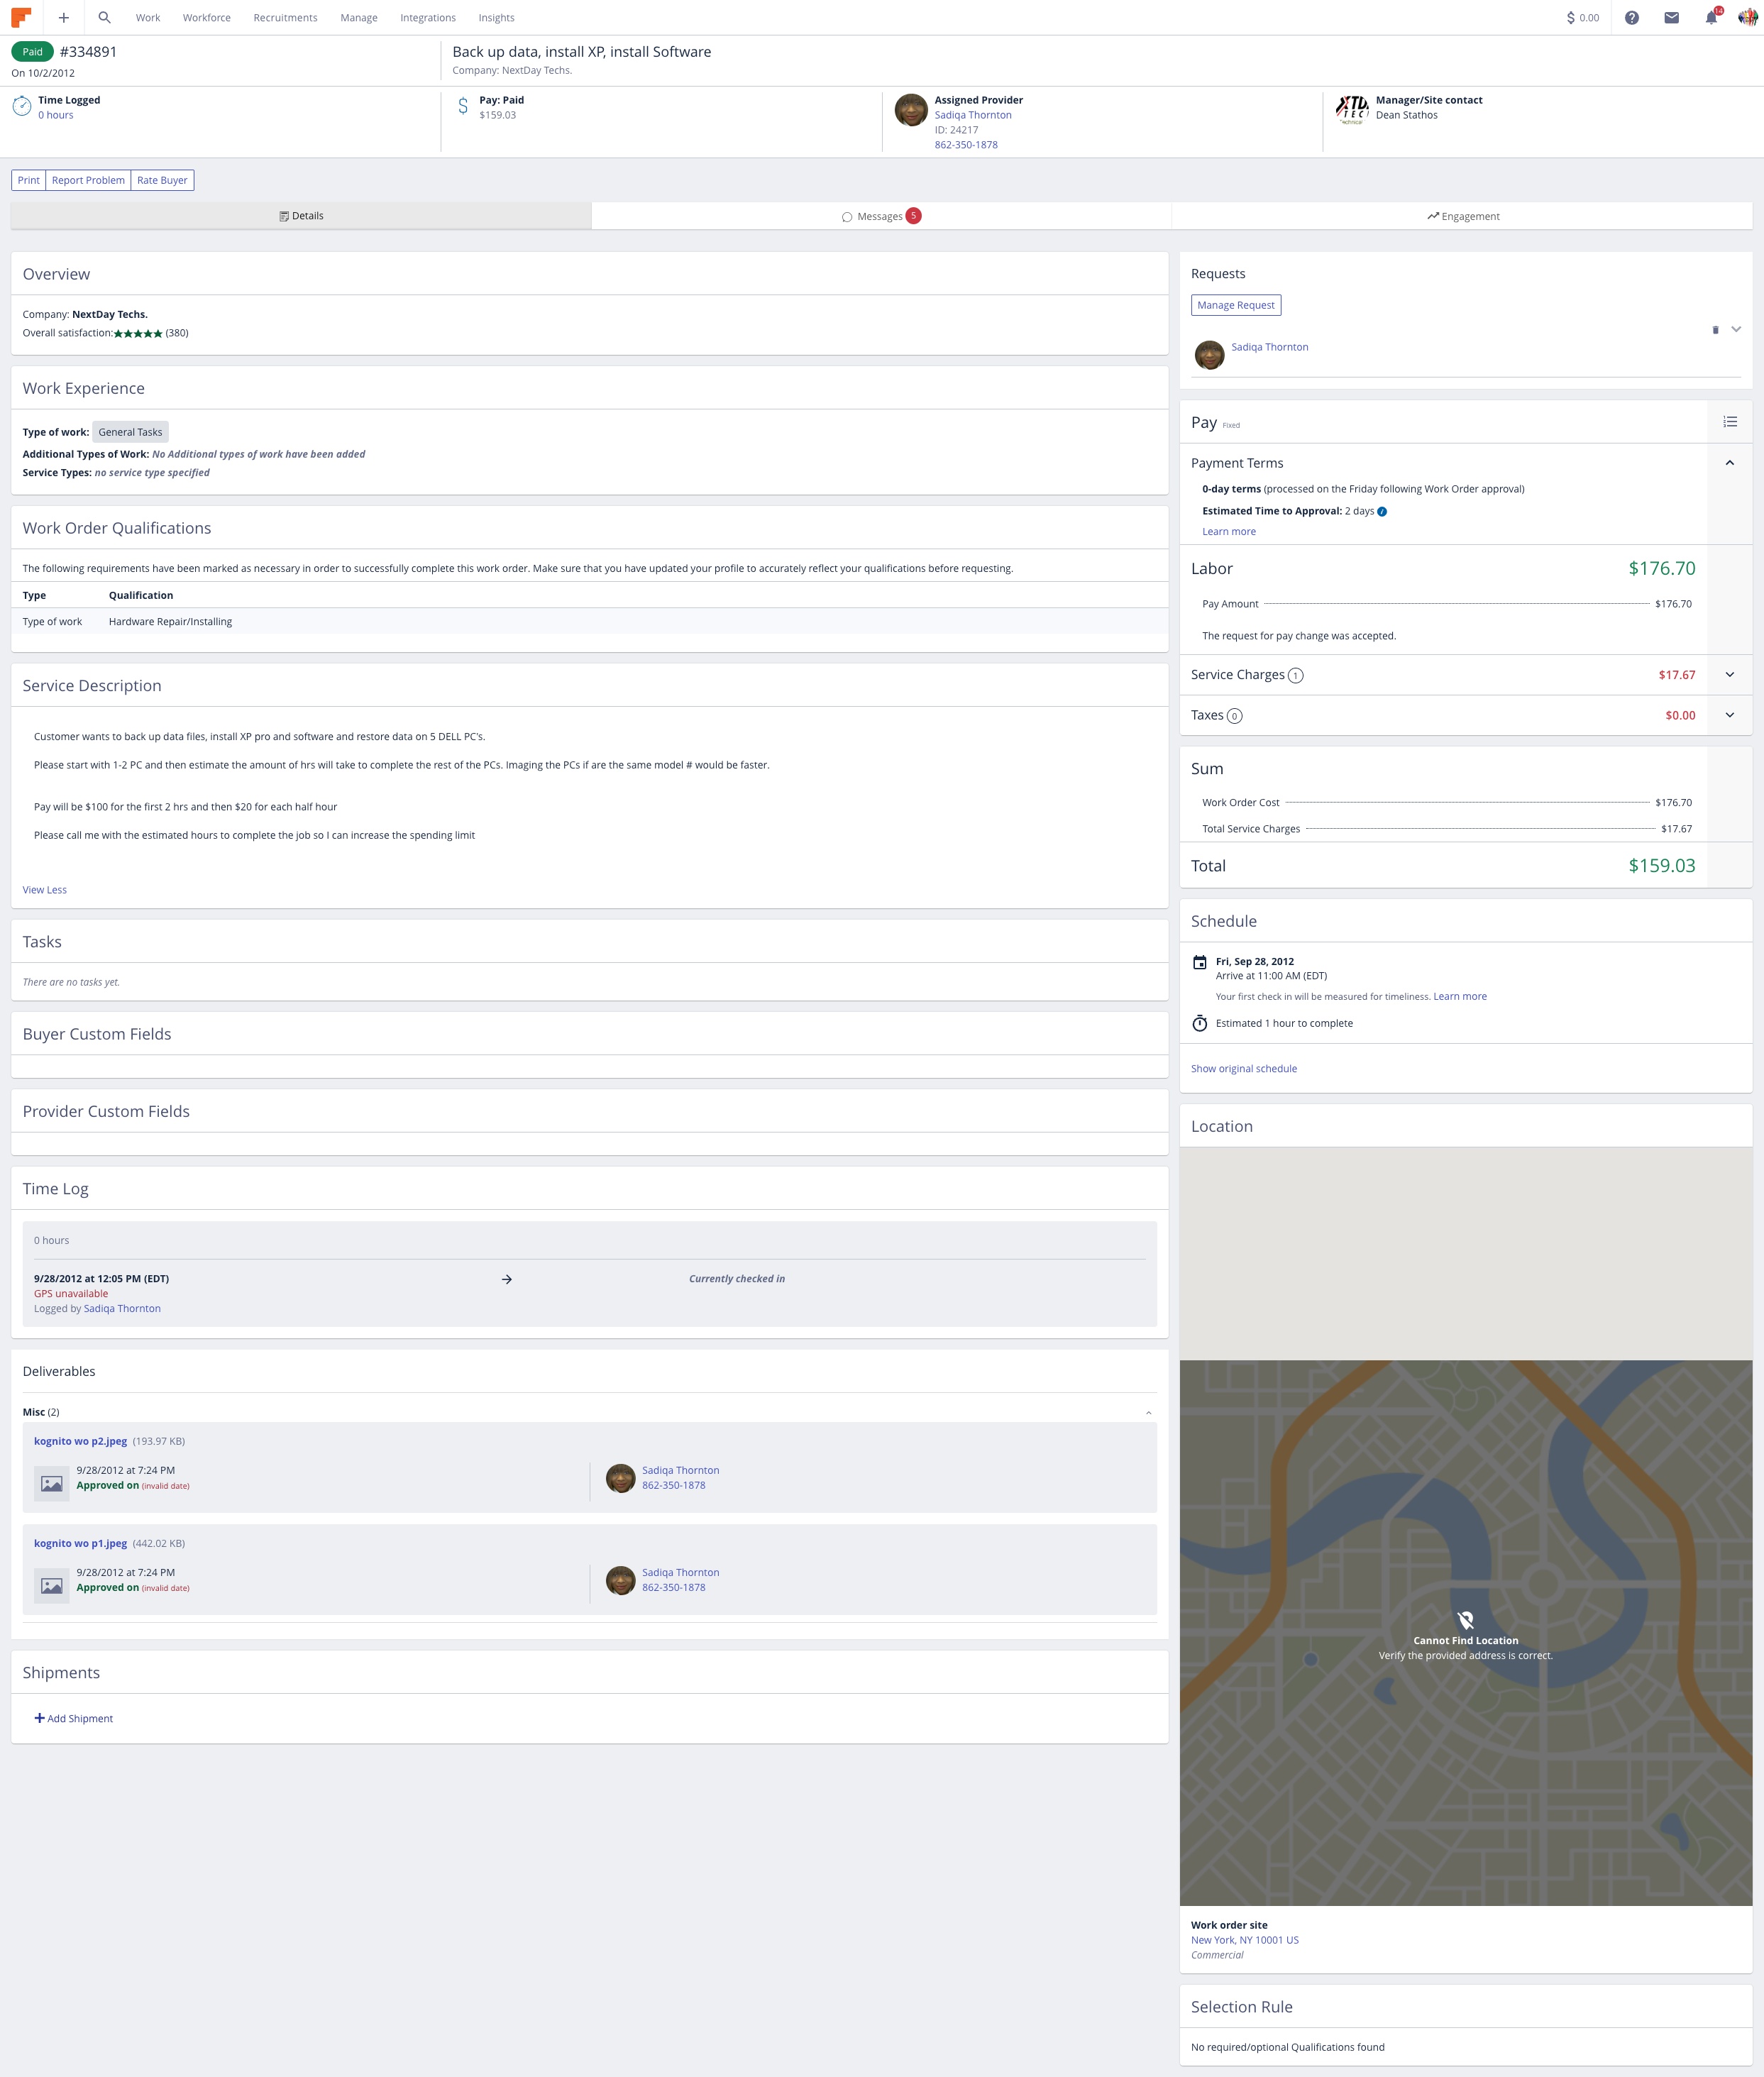 Work Workforce Recruitments Manage Integrations Insights $ 0.00 14
Paid #334891
On 10/2/2012
Back up data, install XP, install Software
Company: NextDay Techs.
Time Logged
0 hours
Pay: Paid
$159.03
Assigned Provider
Sadiqa Thornton
ID: 24217
862-350-1878
XTD
TEC
Manager/Site contact
Dean Stathos
Print Report Problem Rate Buyer
Details Messages 5 Engagement
Overview
Company: NextDay Techs.
Overall satisfaction:★★★★★ (380)
Work Experience
Type of work: General Tasks
Additional Types of Work: No Additional types of work have been added
Service Types: no service type specified
Work Order Qualifications
The following requirements have been marked as necessary in order to successfully complete this work order. Make sure that you have updated your profile to accurately reflect your qualifications before requesting.
Type Qualification
Type of work Hardware Repair/Installing
Service Description
Customer wants to back up data files, install XP pro and software and restore data on 5 DELL PC's.
Please start with 1-2 PC and then estimate the amount of hrs will take to complete the rest of the PCs. Imaging the PCs if are the same model # would be faster.
Pay will be $100 for the first 2 hrs and then $20 for each half hour
Please call me with the estimated hours to complete the job so I can increase the spending limit
View Less
Tasks
There are no tasks yet.
Buyer Custom Fields
Provider Custom Fields
Time Log
0 hours
9/28/2012 at 12:05 PM (EDT) Currently checked in
GPS unavailable
Logged by Sadiqa Thornton
Deliverables
Misc (2)
kognito wo p2.jpeg (193.97 KB)
9/28/2012 at 7:24 PM
Approved on (invalid date)
Sadiqa Thornton
862-350-1878
kognito wo p1.jpeg (442.02 KB)
9/28/2012 at 7:24 PM
Approved on (invalid date)
Sadiqa Thornton
862-350-1878
Shipments
Add Shipment
Requests
Manage Request
Sadiqa Thornton
Pay Fixed
Payment Terms
0-day terms (processed on the Friday following Work Order approval)
Estimated Time to Approval: 2 days
Learn more
Labor $176.70
Pay Amount $176.70
The request for pay change was accepted.
Service Charges 1 $17.67
Taxes 0 $0.00
Sum
Work Order Cost $176.70
Total Service Charges $17.67
Total $159.03
Schedule
Fri, Sep 28, 2012
Arrive at 11:00 AM (EDT)
Your first check in will be measured for timeliness. Learn more
Estimated 1 hour to complete
Show original schedule
Location
Cannot Find Location
Verify the provided address is correct.
Work order site
New York, NY 10001 US
Commercial
Selection Rule
No required/optional Qualifications found